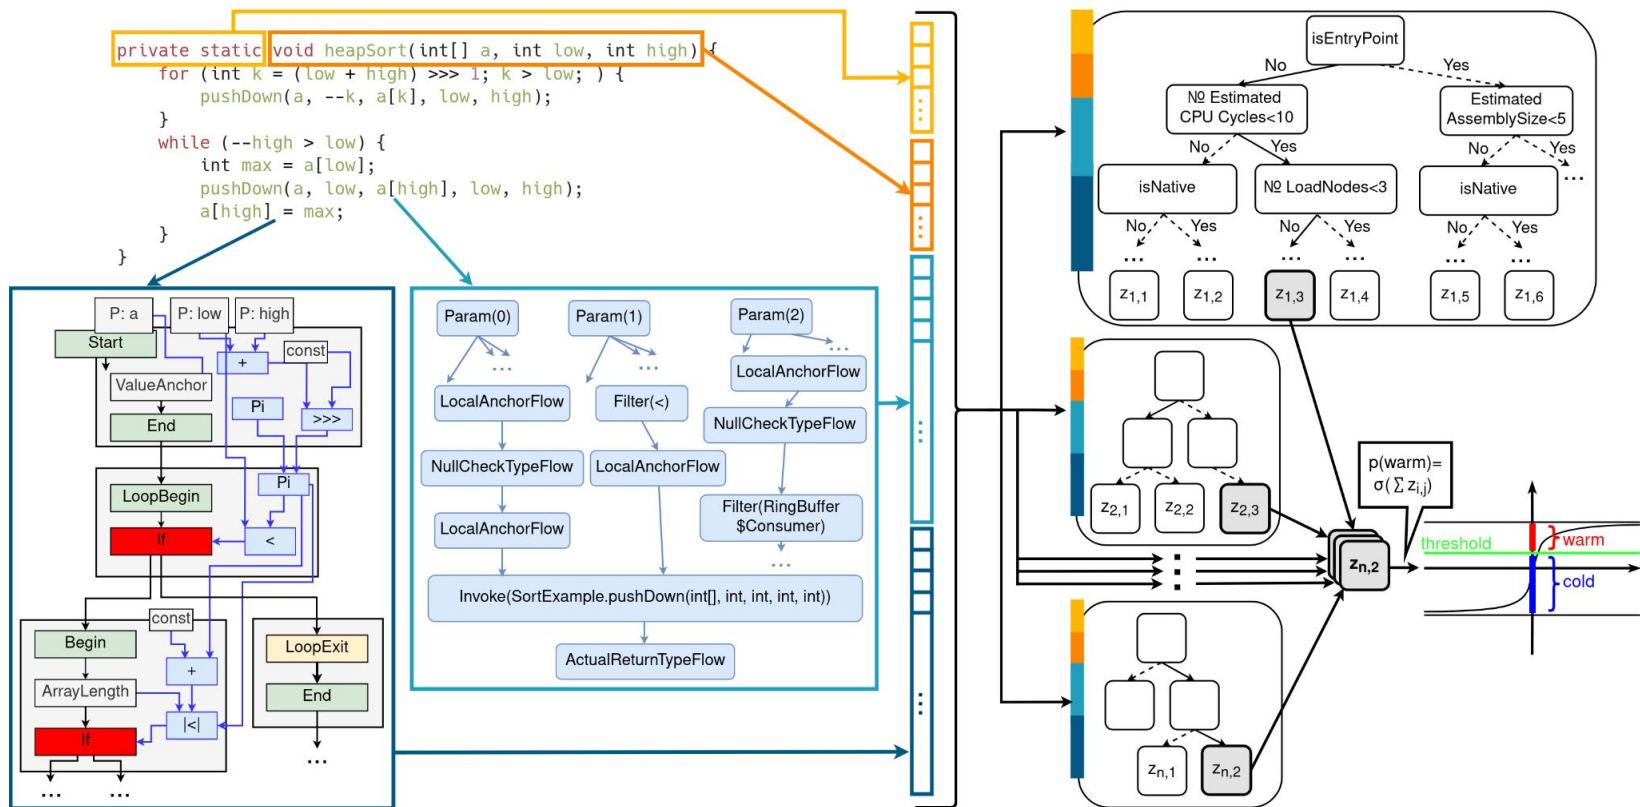 private static void heapSort(int[] a, int low, int high) {
for (int k = (low + high) >>> 1; k > low; ) {
pushDown(a, --k, a[k], low, high);
}
while (--high > low) {
int max = a[low];
pushDown(a, low, a[high], low, high);
a[high] = max;
}
}
P: a
P: low
P: high
Start
+
const
ValueAnchor
Pi
>>>
End
Pi
LoopBegin
If
<
const
Begin
+
LoopExit
ArrayLength
End
|<|
If
...
...
...
Param(0)
Param(1)
Param(2)
...
...
...
LocalAnchorFlow
LocalAnchorFlow
Filter(<)
NullCheckTypeFlow
NullCheckTypeFlow
LocalAnchorFlow
LocalAnchorFlow
Filter(RingBuffer
$Consumer)
...
Invoke(SortExample.pushDown(int[], int, int, int, int))
ActualReturnTypeFlow
...
...
...
...
isEntryPoint
No
Yes
№ Estimated
CPU Cycles<10
Estimated
AssemblySize<5
No
Yes
No
Yes
...
isNative
№ LoadNodes<3
isNative
No
Yes
No
Yes
No
Yes
...
...
...
...
...
...
z1,1
z1,2
z1,3
z1,4
z1,5
z1,6
z2,1
z2,2
z2,3
...
zn,1
zn,2
zn,2
p(warm)=
σ(∑ zi,j)
threshold
warm
cold